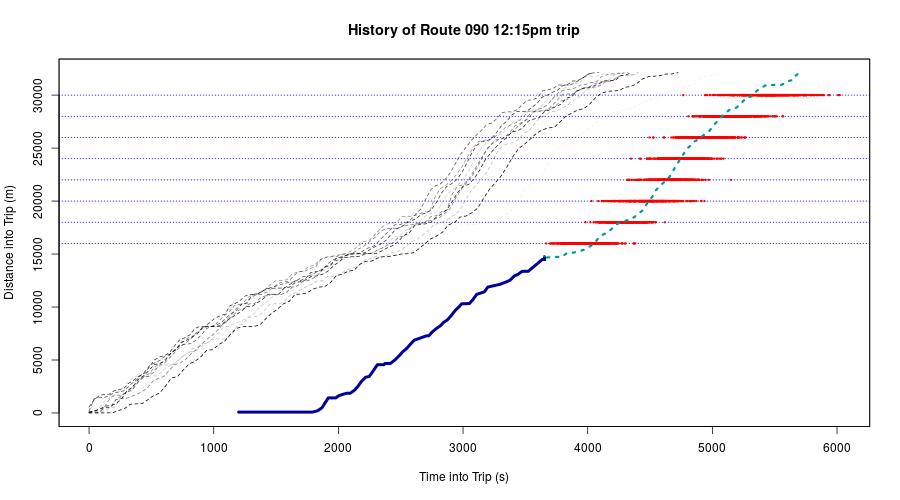 History of Route 090 12:15pm trip
Distance into Trip (m)
30000
25000
20000
15000
10000
5000
0
0 1000 2000 3000 4000 5000 6000
Time into Trip (s)